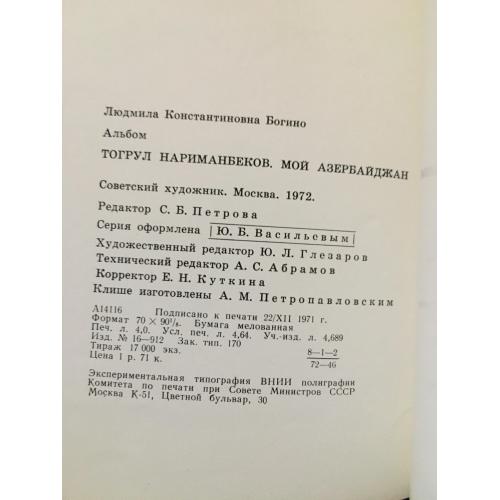 Людмила Константиновна Богино
Альбом
ТОГРУЛ НАРИМАНБЕКОВ. МОЙ АЗЕРБАЙДЖАН
Советский художник. Москва. 1972.
Редактор С. Б. Петрова
Серия оформлена Ю. Б. Васильевым
Художественный редактор Ю. Л. Глезаров
Технический редактор А. С. Абрамов
Корректор Е. Н. Куткина
Клише изготовлены А. М. Петропавловским
А14116 Подписано к печати 22/XII 1971 г.
Формат 70 × 90¹/₈. Бумага мелованная
Печ. л. 4,0. Усл. печ. л. 4,64. Уч.-изд. л. 4,689
Изд. № 16—912 Зак. тип. 170
Тираж 17 000 экз. 8—1—2
Цена 1 р. 71 к. 72—46
Экспериментальная типография ВНИИ полиграфии
Комитета по печати при Совете Министров СССР
Москва К-51, Цветной бульвар, 30